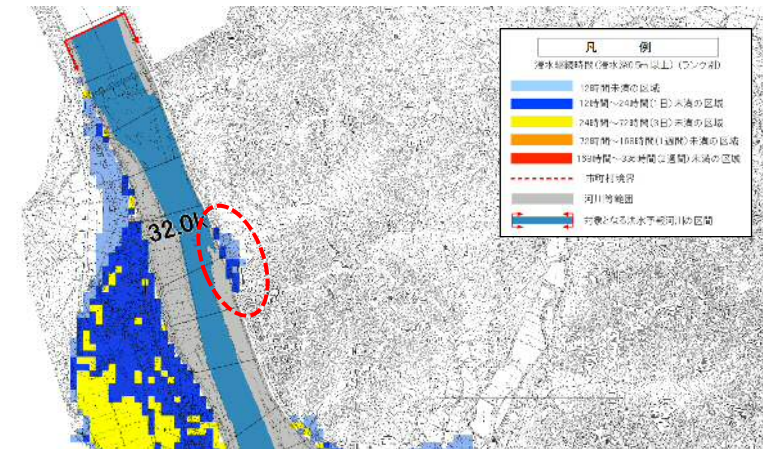 凡 例
浸水継続時間(浸水深0.5m以上)(ランク別)
12時間未満の区域
12時間~24時間(1日)未満の区域
24時間~72時間(3日)未満の区域
72時間~168時間(1週間)未満の区域
168時間~336時間(2週間)未満の区域
市町村境界
河川等範囲
対象となる洪水予報河川の区間
32.0k